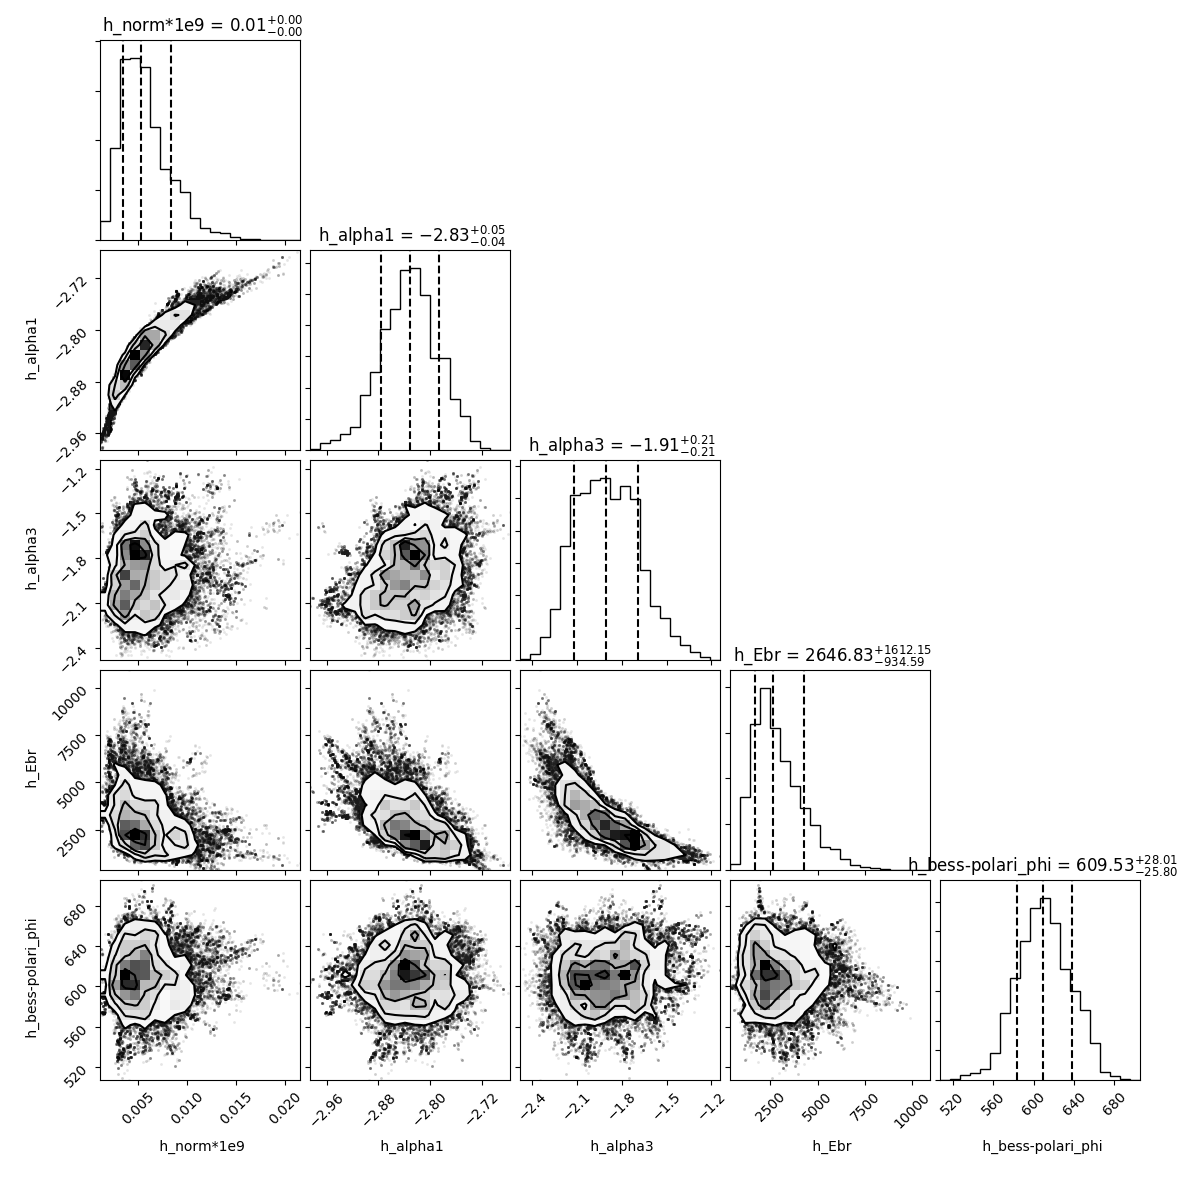 h_norm*1e9 = 0.01+0.00 −0.00
h_alpha1 = −2.83+0.05 −0.04
−2.72
−2.80
−2.88
−2.96
h_alpha1
h_alpha3 = −1.91+0.21 −0.21
−1.2
−1.5
−1.8
−2.1
−2.4
h_alpha3
h_Ebr = 2646.83+1612.15 −934.59
10000
7500
5000
2500
h_Ebr
h_bess-polari_phi = 609.53+28.01 −25.80
680
640
600
560
520
h_bess-polari_phi
0.005 0.010 0.015 0.020 −2.96 −2.88 −2.80 −2.72 −2.4 −2.1 −1.8 −1.5 −1.2 2500 5000 7500 10000 520 560 600 640 680
h_norm*1e9 h_alpha1 h_alpha3 h_Ebr h_bess-polari_phi